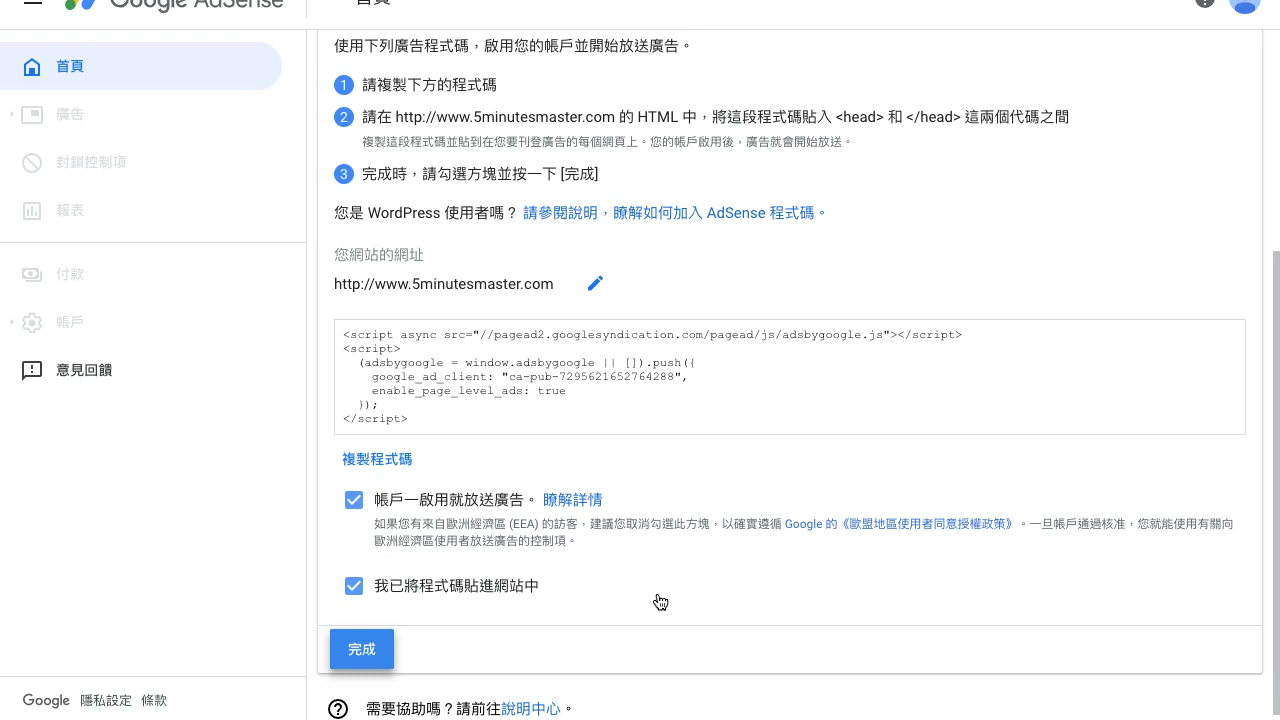 Google AdSense
首頁
首頁
廣告
封鎖控制項
報表
付款
帳戶
意見回饋
Google 隱私設定 條款
使用下列廣告程式碼，啟用您的帳戶並開始放送廣告。
1 請複製下方的程式碼
2 請在 http://www.5minutesmaster.com 的 HTML 中，將這段程式碼貼入 <head> 和 </head> 這兩個代碼之間
複製這段程式碼並貼到在您要刊登廣告的每個網頁上。您的帳戶啟用後，廣告就會開始放送。
3 完成時，請勾選方塊並按一下 [完成]
您是 WordPress 使用者嗎？ 請參閱說明，瞭解如何加入 AdSense 程式碼。
您網站的網址
http://www.5minutesmaster.com
<script async src="//pagead2.googlesyndication.com/pagead/js/adsbygoogle.js"></script>
<script>
(adsbygoogle = window.adsbygoogle || []).push({
google_ad_client: "ca-pub-7295621652764288",
enable_page_level_ads: true
});
</script>
複製程式碼
帳戶一啟用就放送廣告。 瞭解詳情
如果您有來自歐洲經濟區 (EEA) 的訪客，建議您取消勾選此方塊，以確實遵循 Google 的《歐盟地區使用者同意授權政策》。一旦帳戶通過核准，您就能使用有關向
歐洲經濟區使用者放送廣告的控制項。
我已將程式碼貼進網站中
完成
需要協助嗎？請前往說明中心。